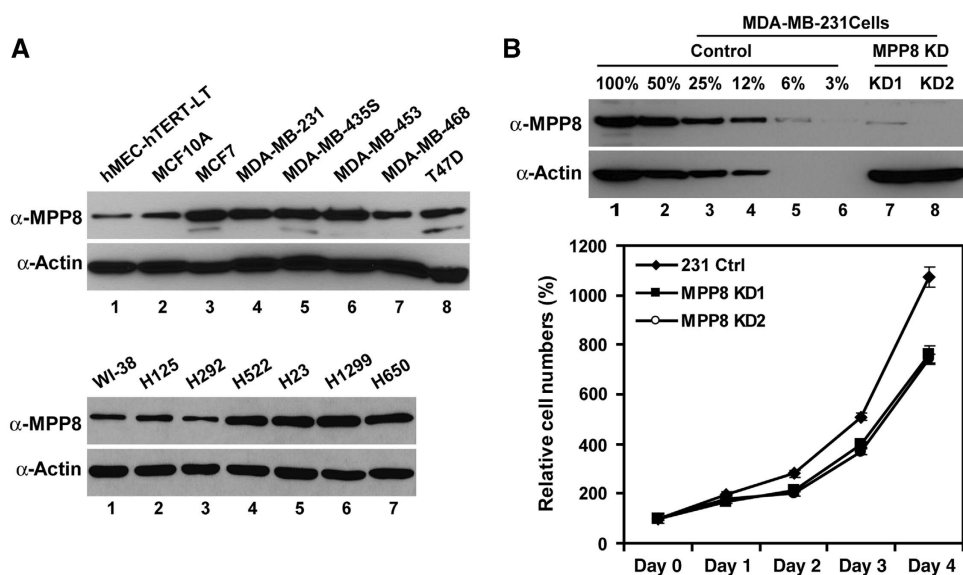 A
hMEC-hTERT-LT
MCF10A
MCF7
MDA-MB-231
MDA-MB-435S
MDA-MB-453
MDA-MB-468
T47D
α-MPP8
α-Actin
1 2 3 4 5 6 7 8
WI-38
H125
H292
H522
H23
H1299
H650
α-MPP8
α-Actin
1 2 3 4 5 6 7
B
MDA-MB-231Cells
Control MPP8 KD
100% 50% 25% 12% 6% 3% KD1 KD2
α-MPP8
α-Actin
1 2 3 4 5 6 7 8
Relative cell numbers (%)
1200
1000
800
600
400
200
0
231 Ctrl
MPP8 KD1
MPP8 KD2
Day 0 Day 1 Day 2 Day 3 Day 4